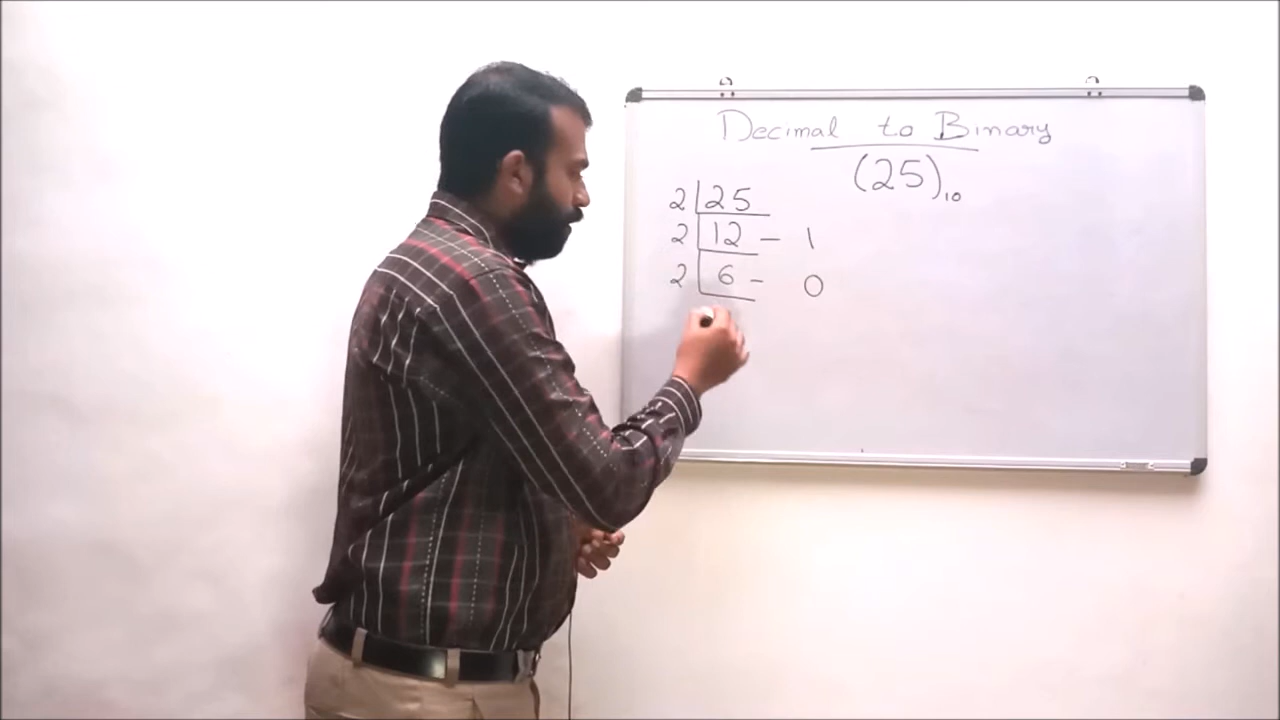 Decimal to Binary
(25)₁₀
2 | 25
2 | 12 – 1
2 | 6 – 0